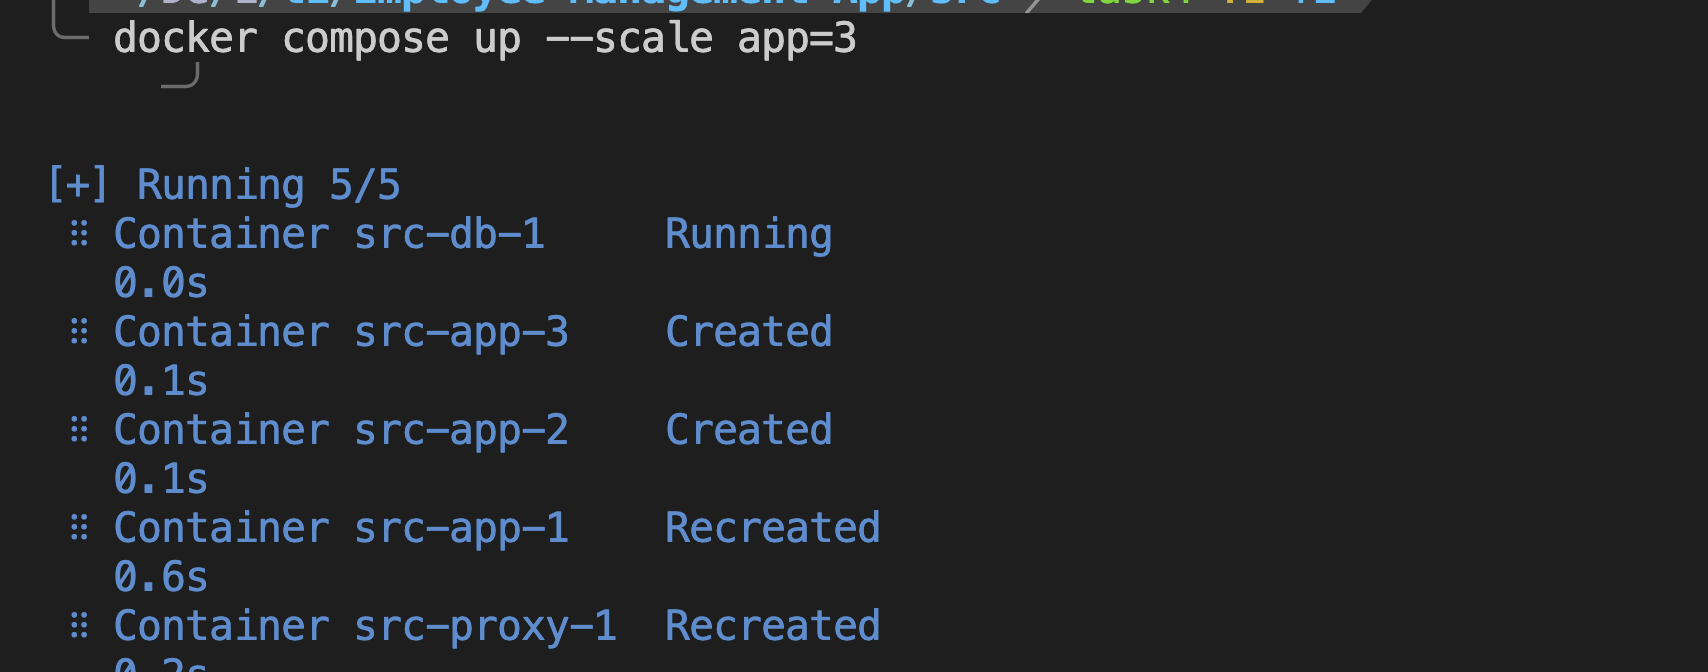 docker compose up --scale app=3
[+] Running 5/5
⠿ Container src-db-1 Running
0.0s
⠿ Container src-app-3 Created
0.1s
⠿ Container src-app-2 Created
0.1s
⠿ Container src-app-1 Recreated
0.6s
⠿ Container src-proxy-1 Recreated
0.2s